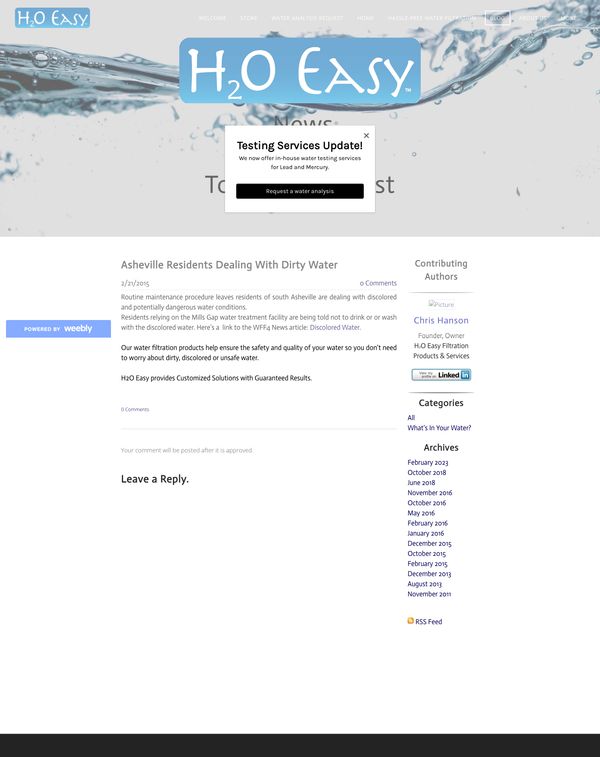 H2O Easy
WELCOME STORE WATER ANALYSIS REQUEST HOME HASSLE-FREE WATER FILTRATION BLOG ABOUT US MORE...
H2O Easy™
News
Testing Services Update!
We now offer in-house water testing services
for Lead and Mercury.
Request a water analysis
Asheville Residents Dealing With Dirty Water
2/21/2015
0 Comments
Routine maintenance procedure leaves residents of south Asheville are dealing with discolored
and potentially dangerous water conditions.
Residents relying on the Mills Gap water treatment facility are being told not to drink or or wash
with the discolored water. Here's a link to the WFF4 News article: Discolored Water.
Our water filtration products help ensure the safety and quality of your water so you don't need
to worry about dirty, discolored or unsafe water.
H2O Easy provides Customized Solutions with Guaranteed Results.
0 Comments
Your comment will be posted after it is approved.
Leave a Reply.
POWERED BY weebly
Contributing
Authors
Picture
Chris Hanson
Founder, Owner
H2O Easy Filtration
Products & Services
View my
profile on
LinkedIn
Categories
All
What's In Your Water?
Archives
February 2023
October 2018
June 2018
November 2016
October 2016
May 2016
February 2016
January 2016
December 2015
October 2015
February 2015
December 2013
August 2013
November 2011
RSS Feed